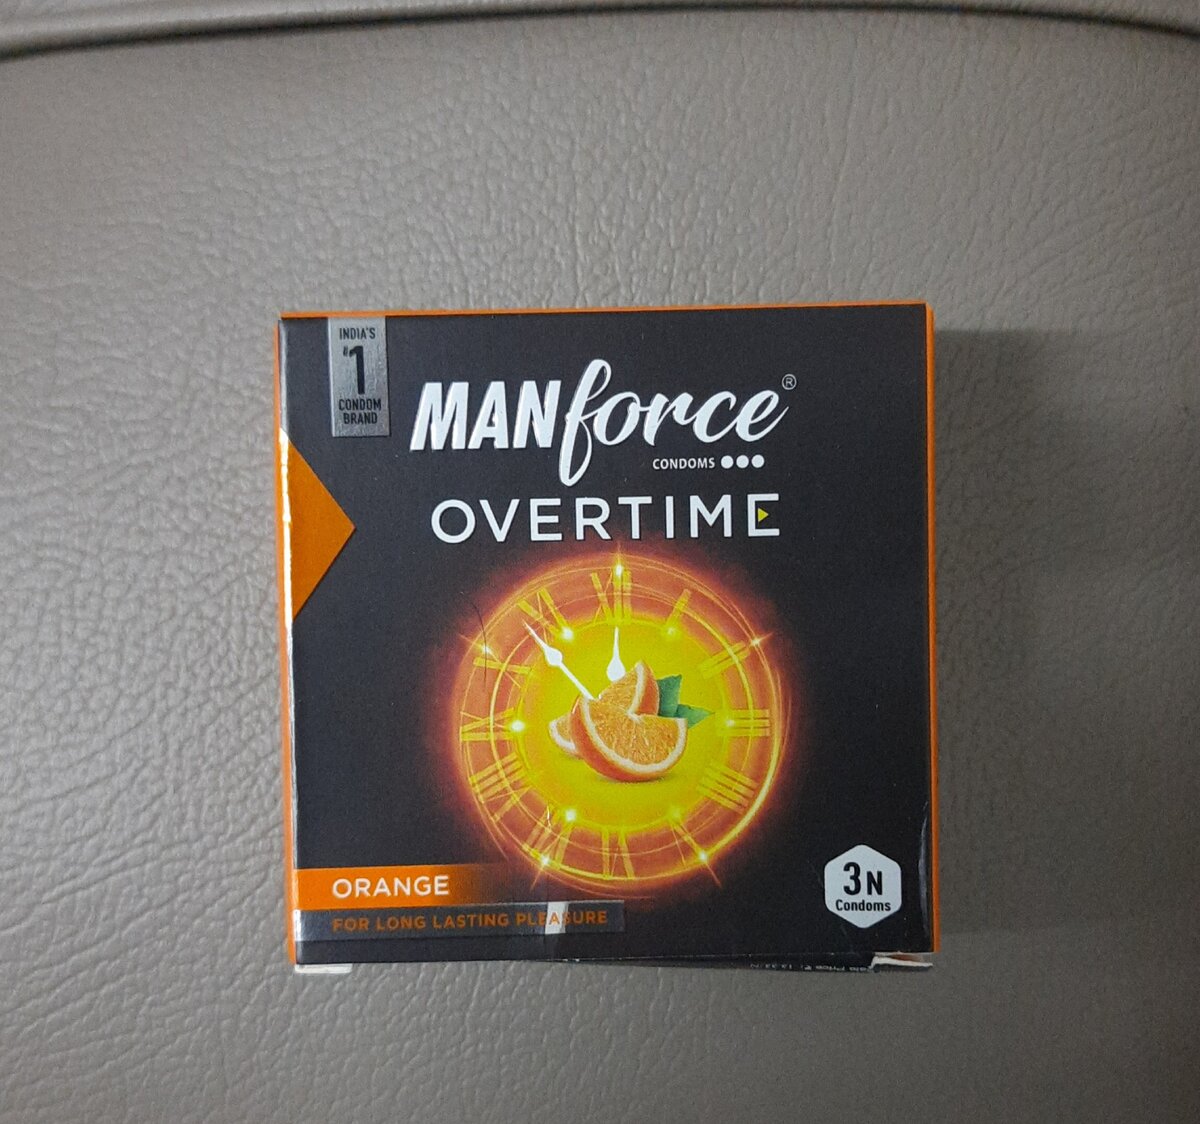 INDIA'S
#1
CONDOM
BRAND
MANforce®
CONDOMS
OVERTIME
ORANGE
FOR LONG LASTING PLEASURE
3N
Condoms